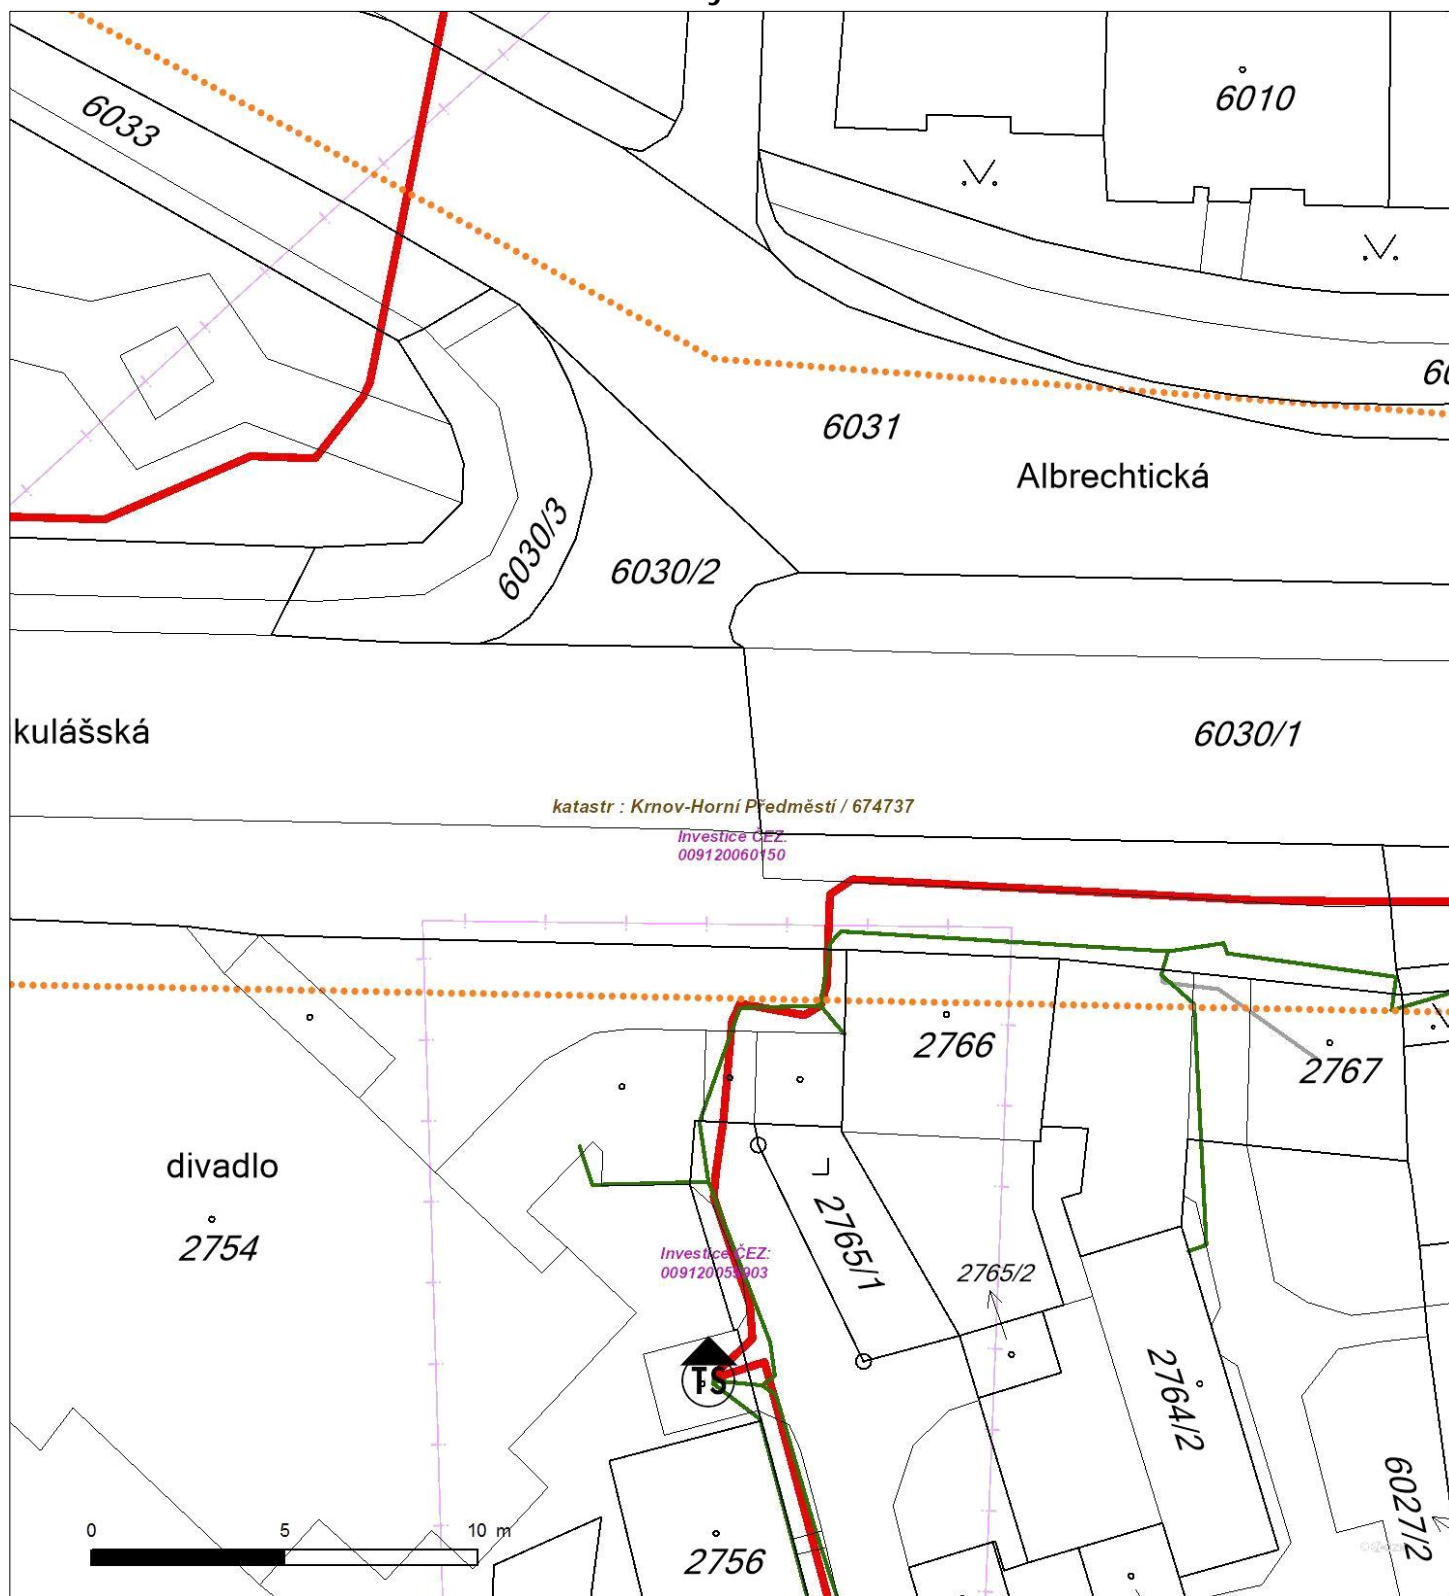 6033
6010
6031
Albrechtická
6030/3
6030/2
kulášská
6030/1
katastr : Krnov-Horní Předměstí / 674737
Investice ČEZ:
009120060150
2766
2767
divadlo
2754
2765/1
Investice ČEZ:
2765/2
TS
2764/2
6027/2
2756
0 5 10 m